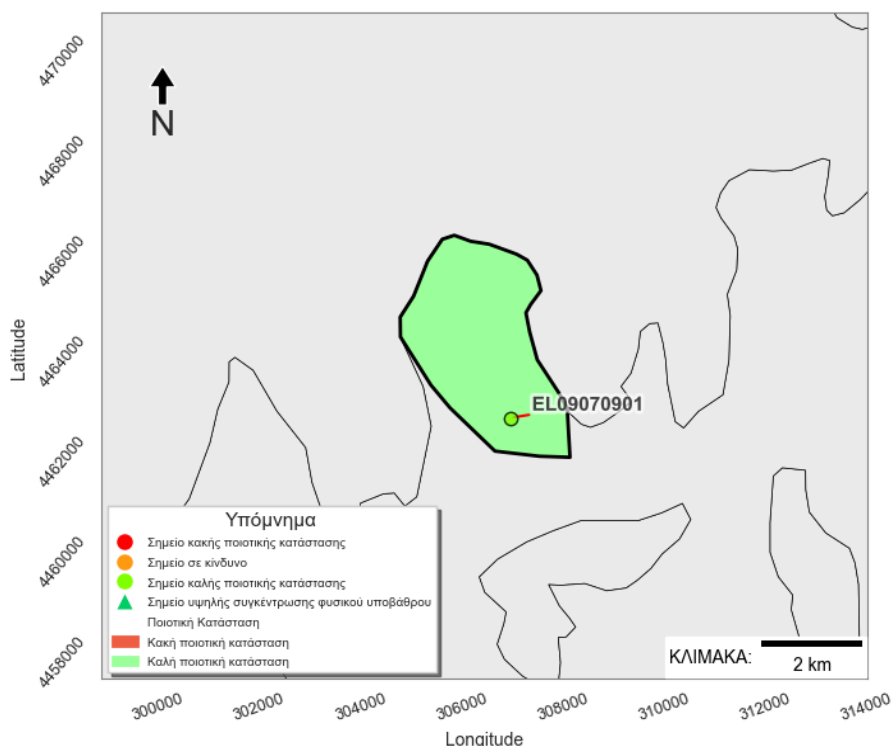 4470000
4468000
4466000
4464000
4462000
4460000
4458000
Latitude
N
EL09070901
Υπόμνημα
Σημείο κακής ποιοτικής κατάστασης
Σημείο σε κίνδυνο
Σημείο καλής ποιοτικής κατάστασης
Σημείο υψηλής συγκέντρωσης φυσικού υποβάθρου
Ποιοτική Κατάσταση
Κακή ποιοτική κατάσταση
Καλή ποιοτική κατάσταση
ΚΛΙΜΑΚΑ:
2 km
300000
302000
304000
306000
308000
310000
312000
314000
Longitude